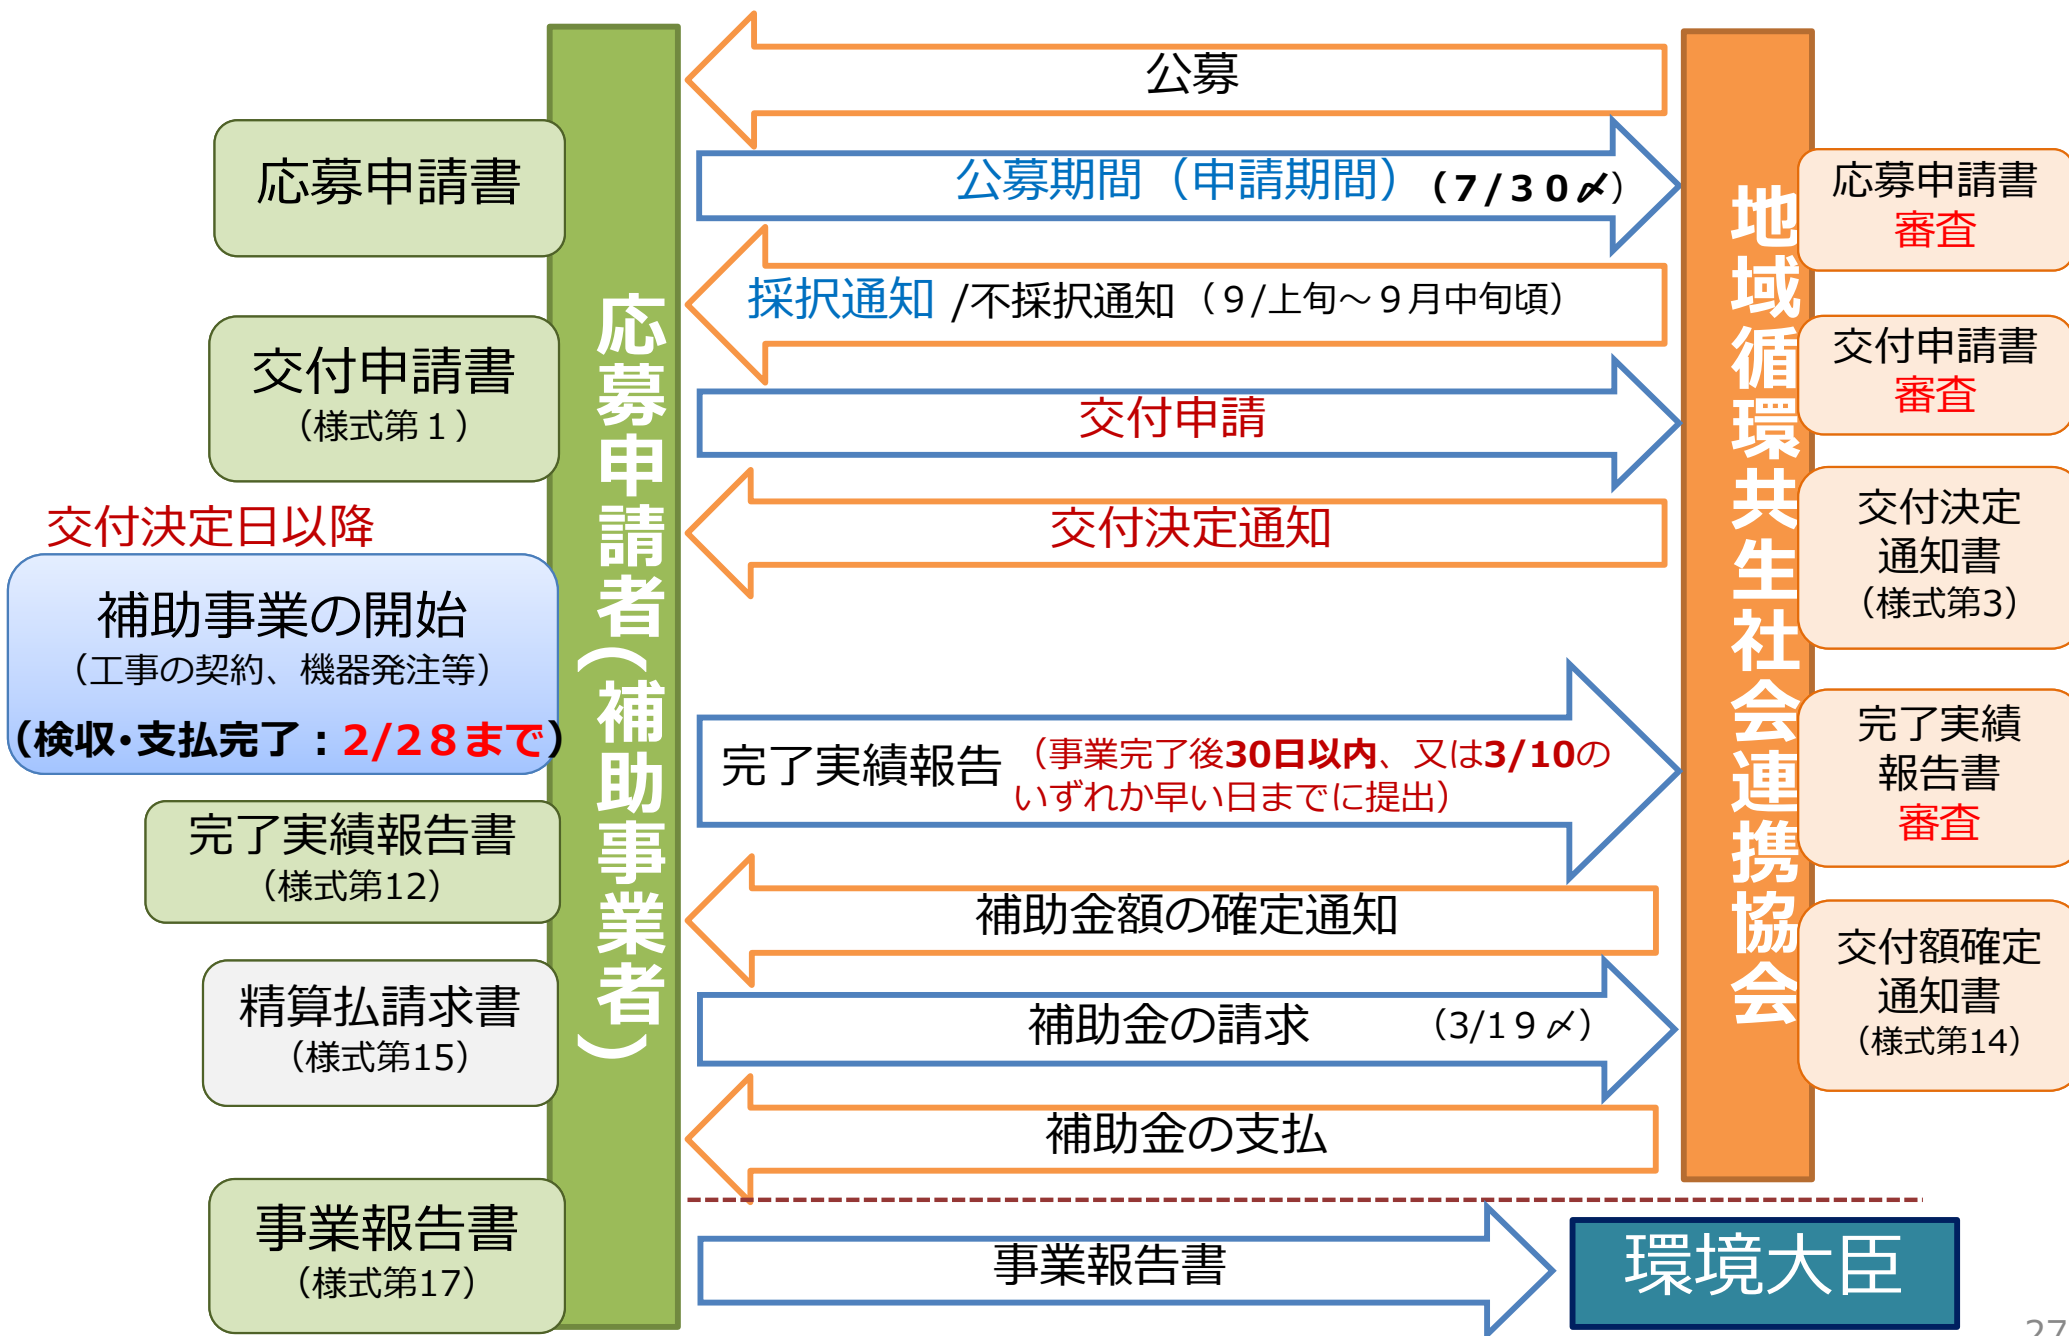 公募
応募申請書
公募期間（申請期間）（７/３０〆）
応募申請書
審査
採択通知 /不採択通知（９/上旬～９月中旬頃）
交付申請書
（様式第１）
交付申請
交付申請書
審査
交付決定通知
交付決定
通知書
（様式第3）
交付決定日以降
補助事業の開始
（工事の契約、機器発注等）
（検収・支払完了：2/２８まで）
応募申請者(補助事業者)
地域循環共生社会連携協会
完了実績報告
（事業完了後30日以内、又は3/10の
いずれか早い日までに提出）
完了実績
報告書
審査
完了実績報告書
（様式第12）
補助金額の確定通知
交付額確定
通知書
（様式第14）
精算払請求書
（様式第15）
補助金の請求 （3/1９〆）
補助金の支払
事業報告書
（様式第17）
事業報告書
環境大臣
27